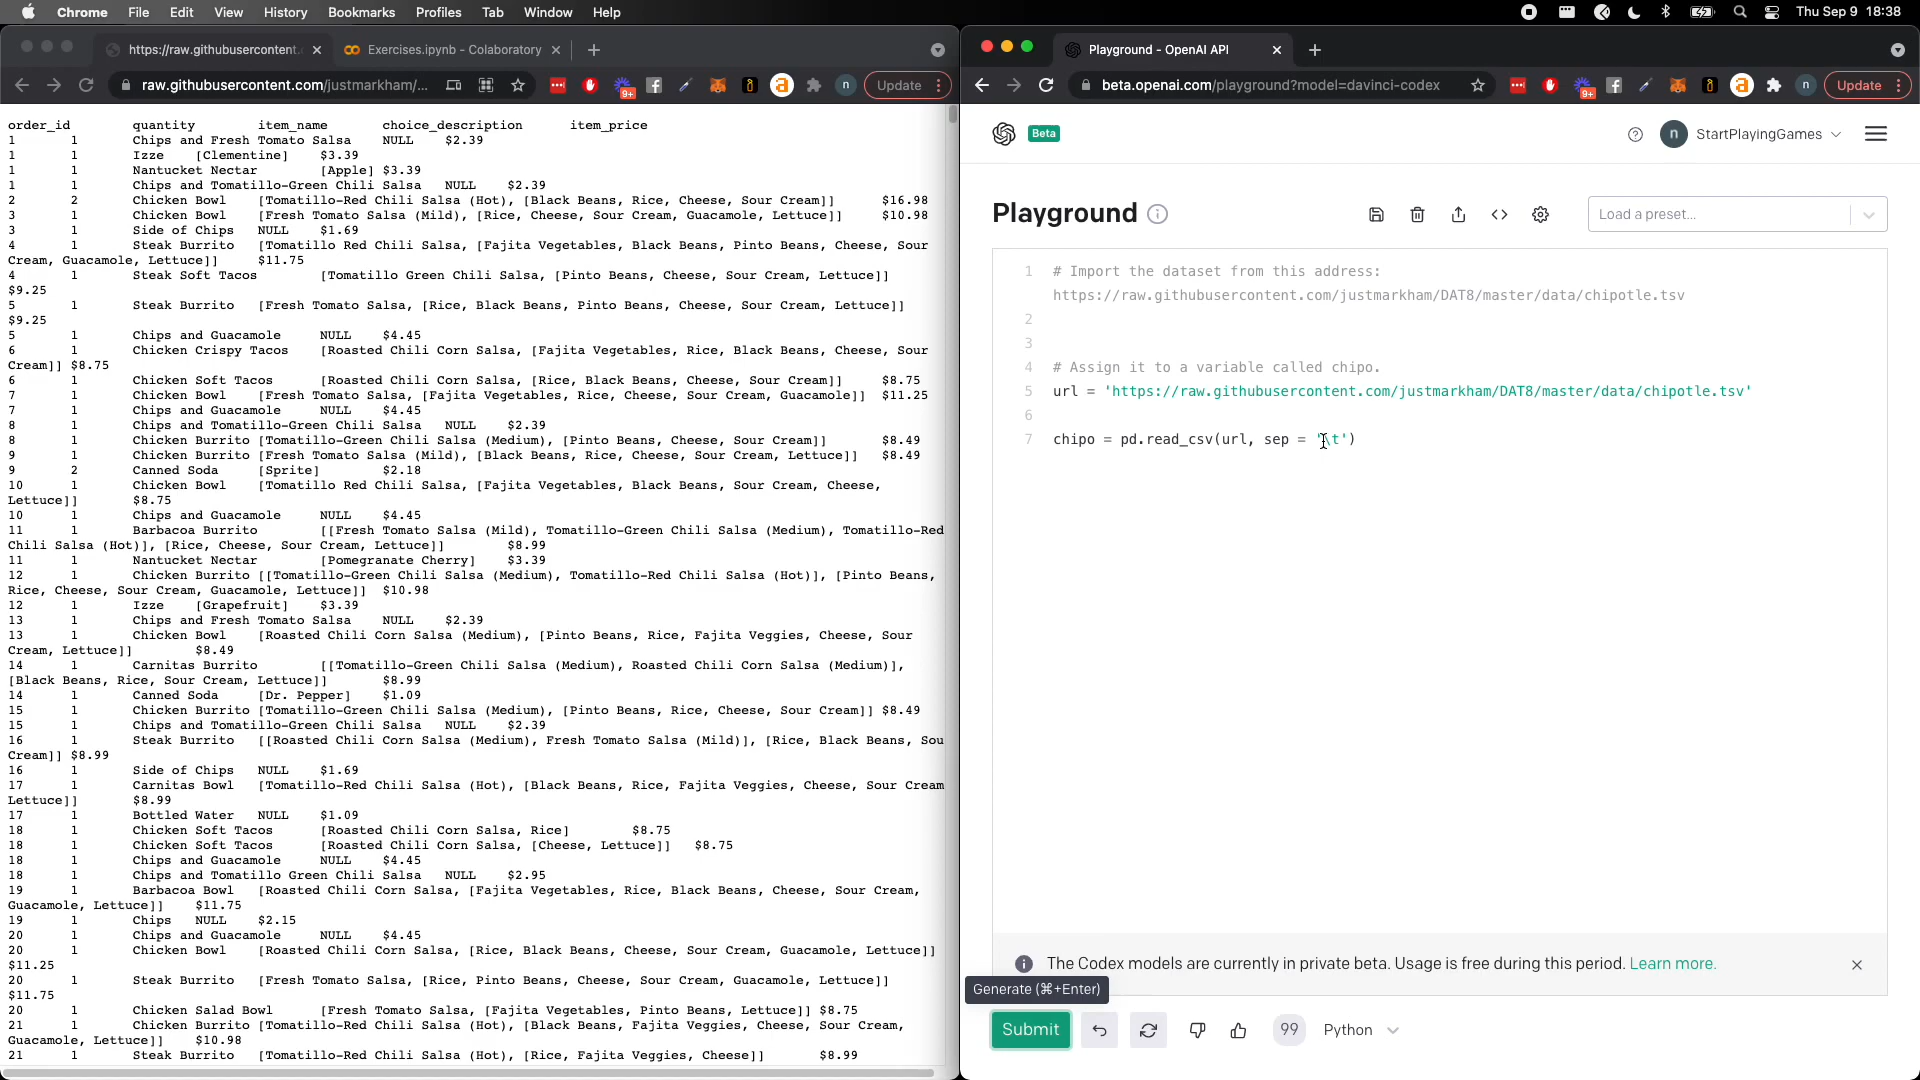 Chrome File Edit View History Bookmarks Profiles Tab Window Help Thu Sep 9 18:38
https://raw.githubusercontent. Exercises.ipynb - Colaboratory
raw.githubusercontent.com/justmarkham/... 9+ n Update
order_id quantity item_name choice_description item_price
1 1 Chips and Fresh Tomato Salsa NULL $2.39
1 1 Izze [Clementine] $3.39
1 1 Nantucket Nectar [Apple] $3.39
1 1 Chips and Tomatillo-Green Chili Salsa NULL $2.39
2 2 Chicken Bowl [Tomatillo-Red Chili Salsa (Hot), [Black Beans, Rice, Cheese, Sour Cream]] $16.98
3 1 Chicken Bowl [Fresh Tomato Salsa (Mild), [Rice, Cheese, Sour Cream, Guacamole, Lettuce]] $10.98
3 1 Side of Chips NULL $1.69
4 1 Steak Burrito [Tomatillo Red Chili Salsa, [Fajita Vegetables, Black Beans, Pinto Beans, Cheese, Sour
Cream, Guacamole, Lettuce]] $11.75
4 1 Steak Soft Tacos [Tomatillo Green Chili Salsa, [Pinto Beans, Cheese, Sour Cream, Lettuce]]
$9.25
5 1 Steak Burrito [Fresh Tomato Salsa, [Rice, Black Beans, Pinto Beans, Cheese, Sour Cream, Lettuce]]
$9.25
5 1 Chips and Guacamole NULL $4.45
6 1 Chicken Crispy Tacos [Roasted Chili Corn Salsa, [Fajita Vegetables, Rice, Black Beans, Cheese, Sour
Cream]] $8.75
6 1 Chicken Soft Tacos [Roasted Chili Corn Salsa, [Rice, Black Beans, Cheese, Sour Cream]] $8.75
7 1 Chicken Bowl [Fresh Tomato Salsa, [Fajita Vegetables, Rice, Cheese, Sour Cream, Guacamole]] $11.25
7 1 Chips and Guacamole NULL $4.45
8 1 Chips and Tomatillo-Green Chili Salsa NULL $2.39
8 1 Chicken Burrito [Tomatillo-Green Chili Salsa (Medium), [Pinto Beans, Cheese, Sour Cream]] $8.49
9 1 Chicken Burrito [Fresh Tomato Salsa (Mild), [Black Beans, Rice, Cheese, Sour Cream, Lettuce]] $8.49
9 2 Canned Soda [Sprite] $2.18
10 1 Chicken Bowl [Tomatillo Red Chili Salsa, [Fajita Vegetables, Black Beans, Sour Cream, Cheese,
Lettuce]] $8.75
10 1 Chips and Guacamole NULL $4.45
11 1 Barbacoa Burrito [[Fresh Tomato Salsa (Mild), Tomatillo-Green Chili Salsa (Medium), Tomatillo-Red
Chili Salsa (Hot)], [Rice, Cheese, Sour Cream, Lettuce]] $8.99
11 1 Nantucket Nectar [Pomegranate Cherry] $3.39
12 1 Chicken Burrito [[Tomatillo-Green Chili Salsa (Medium), Tomatillo-Red Chili Salsa (Hot)], [Pinto Beans,
Rice, Cheese, Sour Cream, Guacamole, Lettuce]] $10.98
12 1 Izze [Grapefruit] $3.39
13 1 Chips and Fresh Tomato Salsa NULL $2.39
13 1 Chicken Bowl [Roasted Chili Corn Salsa (Medium), [Pinto Beans, Rice, Fajita Veggies, Cheese, Sour
Cream, Lettuce]] $8.49
14 1 Carnitas Burrito [[Tomatillo-Green Chili Salsa (Medium), Roasted Chili Corn Salsa (Medium)],
[Black Beans, Rice, Sour Cream, Lettuce]] $8.99
14 1 Canned Soda [Dr. Pepper] $1.09
15 1 Chicken Burrito [Tomatillo-Green Chili Salsa (Medium), [Pinto Beans, Rice, Cheese, Sour Cream]] $8.49
15 1 Chips and Tomatillo-Green Chili Salsa NULL $2.39
16 1 Steak Burrito [[Roasted Chili Corn Salsa (Medium), Fresh Tomato Salsa (Mild)], [Rice, Black Beans, Sou
Cream]] $8.99
16 1 Side of Chips NULL $1.69
17 1 Carnitas Bowl [Tomatillo-Red Chili Salsa (Hot), [Black Beans, Rice, Fajita Veggies, Cheese, Sour Cream
Lettuce]] $8.99
17 1 Bottled Water NULL $1.09
18 1 Chicken Soft Tacos [Roasted Chili Corn Salsa, Rice] $8.75
18 1 Chicken Soft Tacos [Roasted Chili Corn Salsa, [Cheese, Lettuce]] $8.75
18 1 Chips and Guacamole NULL $4.45
18 1 Chips and Tomatillo Green Chili Salsa NULL $2.95
19 1 Barbacoa Bowl [Roasted Chili Corn Salsa, [Fajita Vegetables, Rice, Black Beans, Cheese, Sour Cream,
Guacamole, Lettuce]] $11.75
19 1 Chips NULL $2.15
20 1 Chips and Guacamole NULL $4.45
20 1 Chicken Bowl [Roasted Chili Corn Salsa, [Rice, Black Beans, Cheese, Sour Cream, Guacamole, Lettuce]]
$11.25
20 1 Steak Burrito [Fresh Tomato Salsa, [Rice, Pinto Beans, Cheese, Sour Cream, Guacamole, Lettuce]]
$11.75
20 1 Chicken Salad Bowl [Fresh Tomato Salsa, [Fajita Vegetables, Pinto Beans, Lettuce]] $8.75
21 1 Chicken Burrito [Tomatillo-Red Chili Salsa (Hot), [Black Beans, Fajita Veggies, Cheese, Sour Cream,
Guacamole, Lettuce]] $10.98
21 1 Steak Burrito [Tomatillo-Red Chili Salsa (Hot), [Rice, Fajita Veggies, Cheese]] $8.99
Playground - OpenAI API
beta.openai.com/playground?model=davinci-codex 9+ n Update
Beta n StartPlayingGames
Playground Load a preset...
1 # Import the dataset from this address:
https://raw.githubusercontent.com/justmarkham/DAT8/master/data/chipotle.tsv
2
3
4 # Assign it to a variable called chipo.
5 url = 'https://raw.githubusercontent.com/justmarkham/DAT8/master/data/chipotle.tsv'
6
7 chipo = pd.read_csv(url, sep = '\t')
The Codex models are currently in private beta. Usage is free during this period. Learn more.
Generate (⌘+Enter)
Submit 99 Python